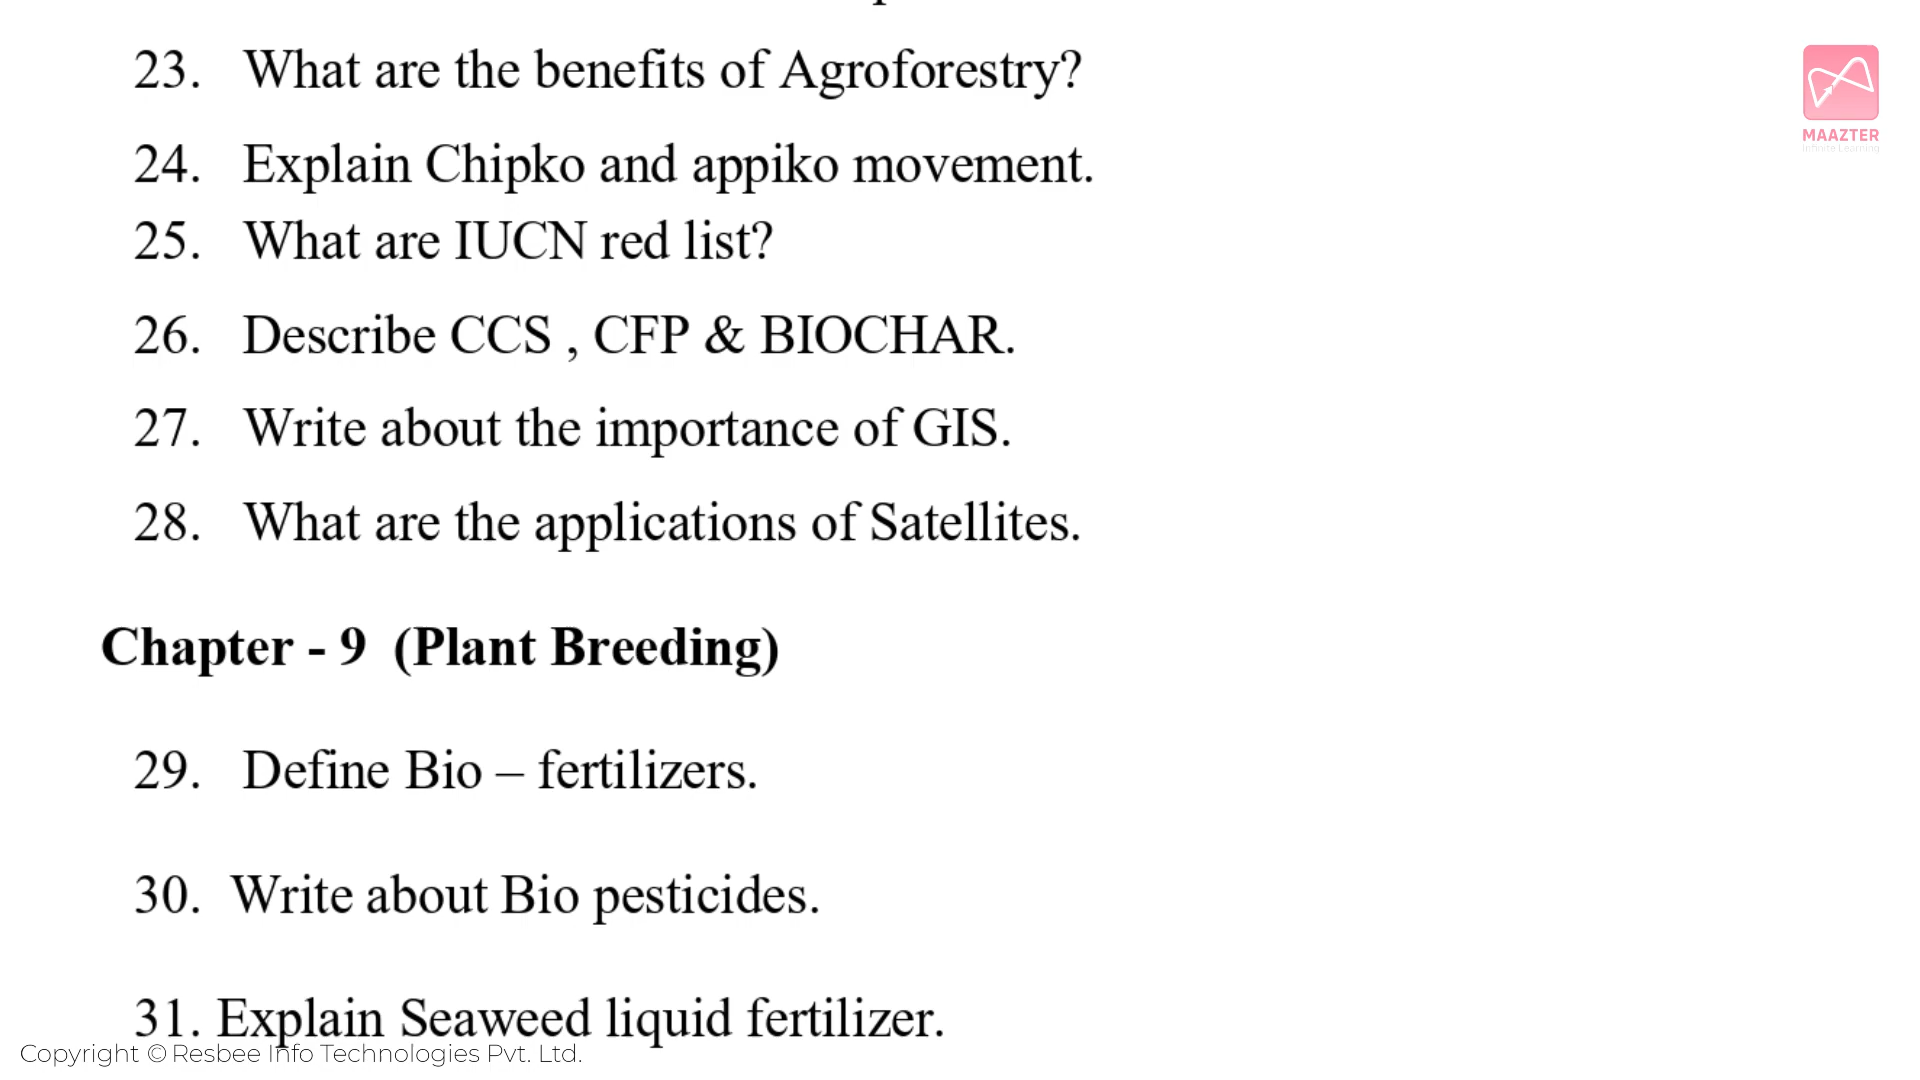 23. What are the benefits of Agroforestry?
MAAZTER
Infinite Learning
24. Explain Chipko and appiko movement.
25. What are IUCN red list?
26. Describe CCS , CFP & BIOCHAR.
27. Write about the importance of GIS.
28. What are the applications of Satellites.
Chapter - 9 (Plant Breeding)
29. Define Bio – fertilizers.
30. Write about Bio pesticides.
31. Explain Seaweed liquid fertilizer.
Copyright © Resbee Info Technologies Pvt. Ltd.